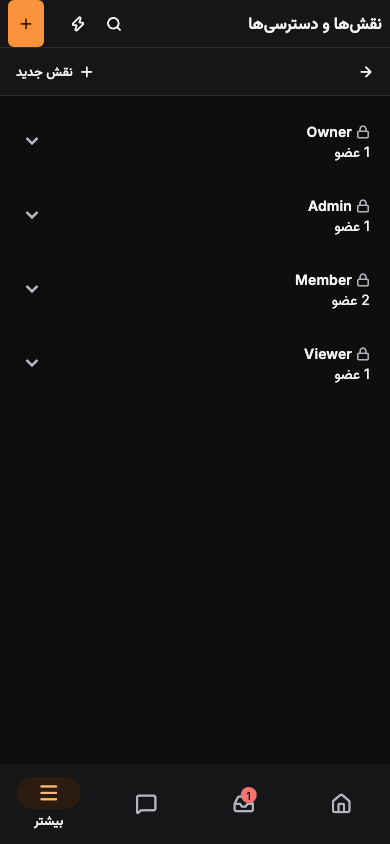 نقش‌ها و دسترسی‌ها
نقش جدید
Owner
1 عضو
Admin
1 عضو
Member
2 عضو
Viewer
1 عضو
1
بیشتر